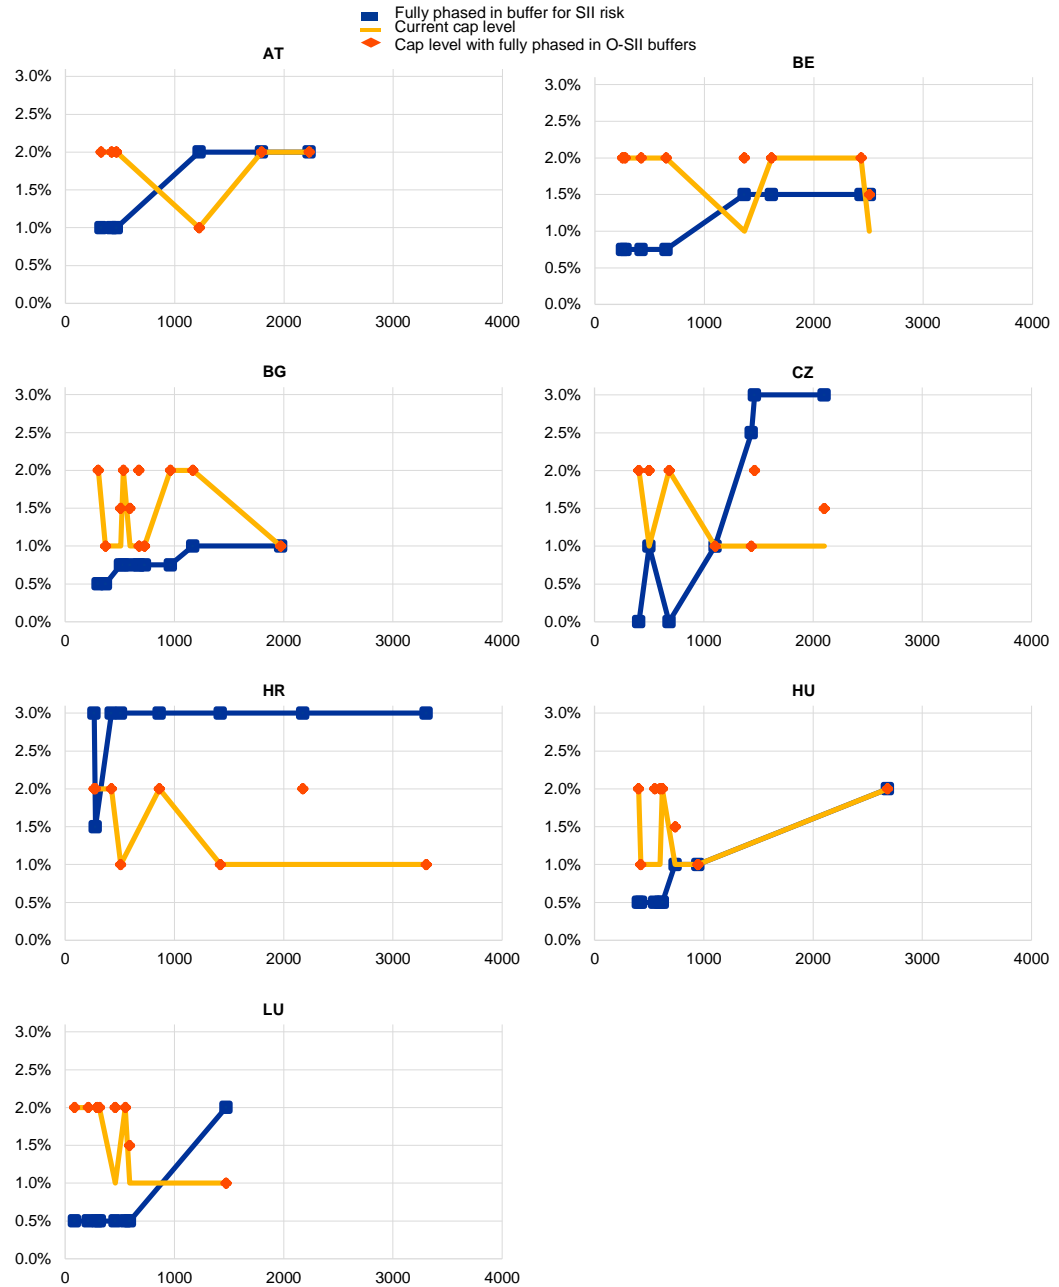 Fully phased in buffer for SII risk
Current cap level
Cap level with fully phased in O-SII buffers
AT
3.0%
2.5%
2.0%
1.5%
1.0%
0.5%
0.0%
0 1000 2000 3000 4000
BE
3.0%
2.5%
2.0%
1.5%
1.0%
0.5%
0.0%
0 1000 2000 3000 4000
BG
3.0%
2.5%
2.0%
1.5%
1.0%
0.5%
0.0%
0 1000 2000 3000 4000
CZ
3.0%
2.5%
2.0%
1.5%
1.0%
0.5%
0.0%
0 1000 2000 3000 4000
HR
3.0%
2.5%
2.0%
1.5%
1.0%
0.5%
0.0%
0 1000 2000 3000 4000
HU
3.0%
2.5%
2.0%
1.5%
1.0%
0.5%
0.0%
0 1000 2000 3000 4000
LU
3.0%
2.5%
2.0%
1.5%
1.0%
0.5%
0.0%
0 1000 2000 3000 4000